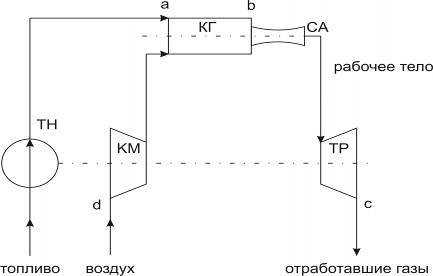 a
b
КГ
СА
рабочее тело
ТН
КМ
ТР
d
c
топливо
воздух
отработавшие газы